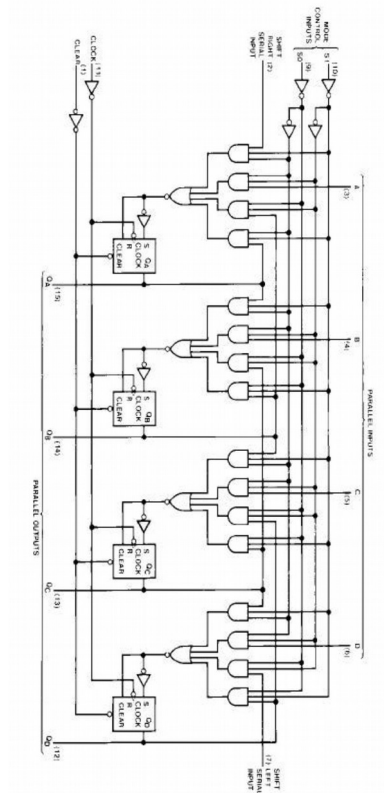 PARALLEL INPUTS
A
(3)
B
(4)
C
(5)
D
(6)
MODE
CONTROL
INPUTS
S1
(10)
S0
(9)
SHIFT
RIGHT (2)
SERIAL
INPUT
SHIFT
(7) LEFT
SERIAL
INPUT
S QA
CLOCK
R
CLEAR
S QB
CLOCK
R
CLEAR
S QC
CLOCK
R
CLEAR
S QD
CLOCK
R
CLEAR
CLOCK (11)
CLEAR (1)
QA (15)
QB (14)
QC (13)
QD (12)
PARALLEL OUTPUTS